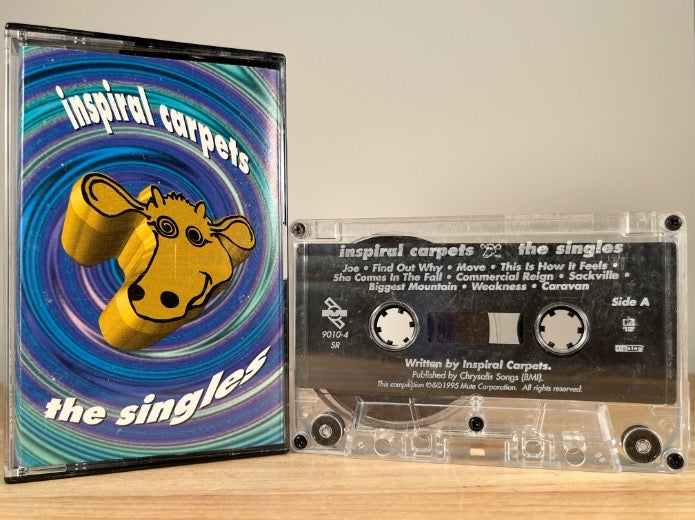 inspiral carpets
the singles
inspiral carpets the singles
Joe • Find Out Why • Move • This Is How It Feels •
She Comes In The Fall • Commercial Reign • Sackville •
Biggest Mountain • Weakness • Caravan
Side A
9010-4
SR
Written by Inspiral Carpets.
Published by Chrysalis Songs (BMI).
This compilation ℗&©1995 Mute Corporation. All rights reserved.